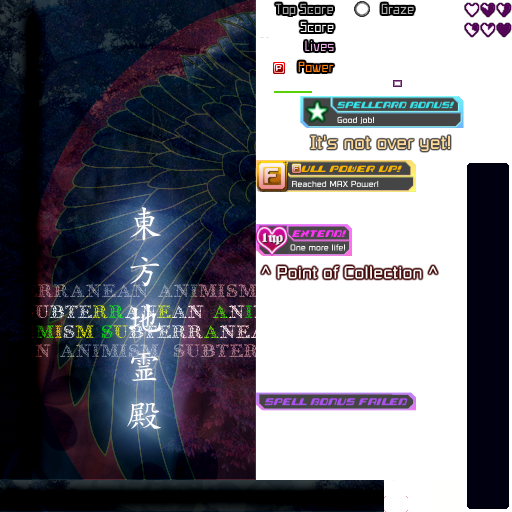 東方地霊殿
RRANEAN ANIMISM
UBTERRANEAN ANI
MISM SUBTERRANEA
N ANIMISM SUBTERR
Top Score
Graze
Score
Lives
P Power
SPELLCARD BONUS!
Good job!
It's not over yet!
F FULL POWER UP!
Reached MAX Power!
1up EXTEND!
One more life!
^ Point of Collection ^
SPELL BONUS FAILED